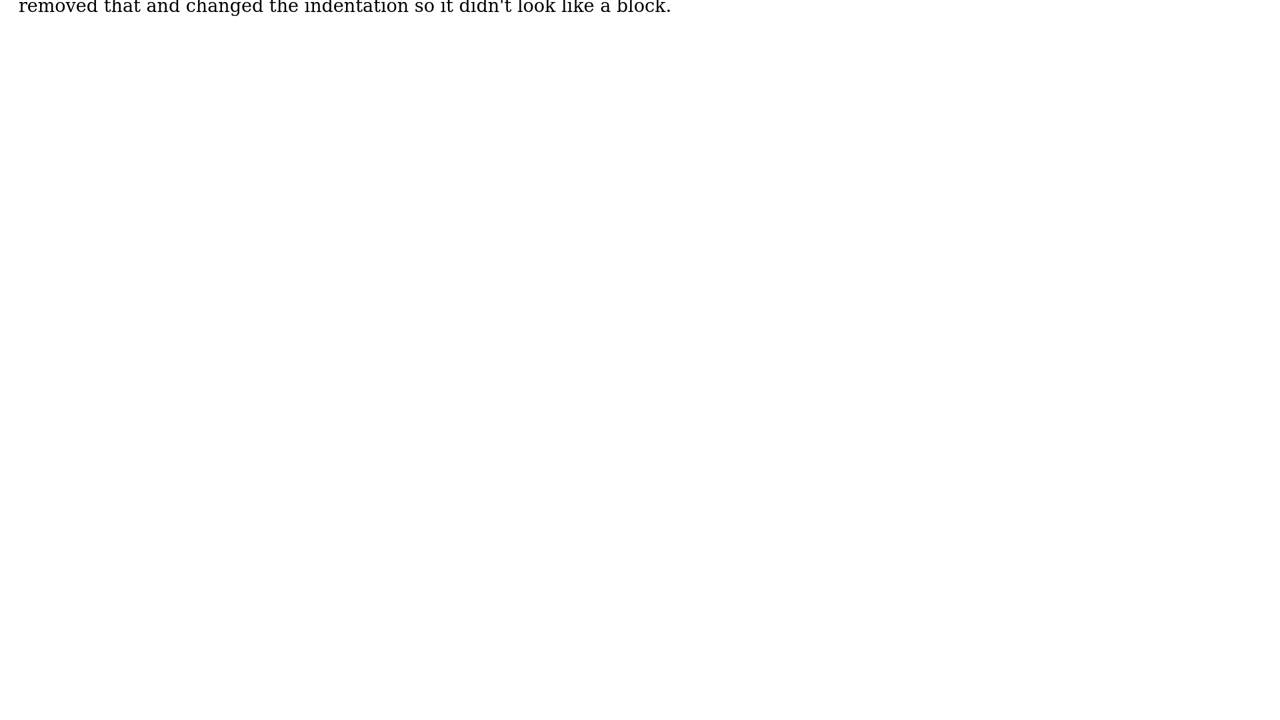 removed that and changed the indentation so it didn't look like a block.